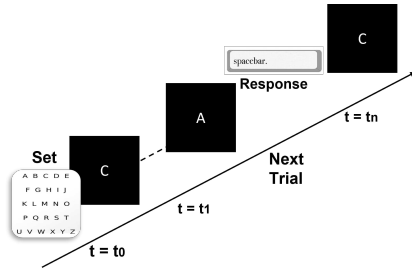 C
spacebar.
Response
A
t = tn
Set
C
Next
Trial
A B C D E
F G H I J
K L M N O
P Q R S T
U V W X Y Z
t = t1
t = t0